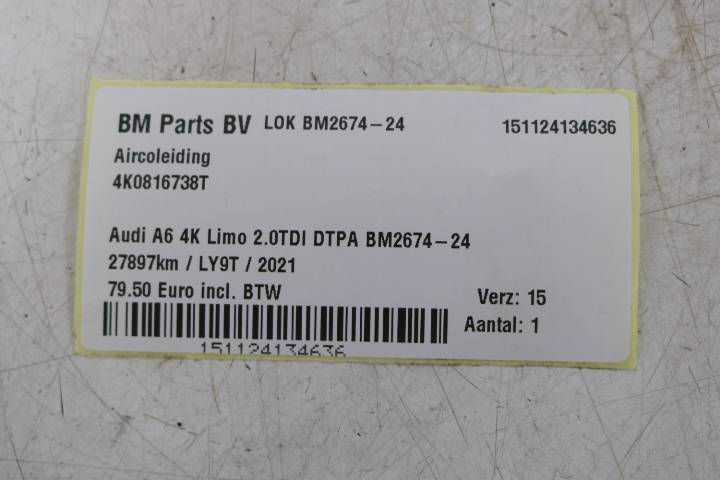 BM Parts BV LOK BM2674-24 151124134636
Aircoleiding
4K0816738T
Audi A6 4K Limo 2.0TDI DTPA BM2674-24
27897km / LY9T / 2021
79.50 Euro incl. BTW Verz: 15
Aantal: 1
151124134636